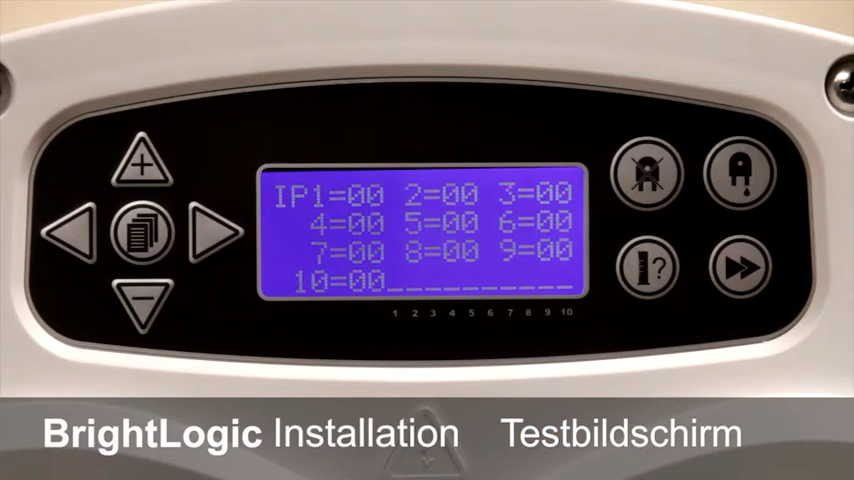 IP1=00 2=00 3=00
4=00 5=00 6=00
7=00 8=00 9=00
10=00_ _ _ _ _ _ _ _ _ _
1 2 3 4 5 6 7 8 9 10
+
-
?
BrightLogic Installation Testbildschirm